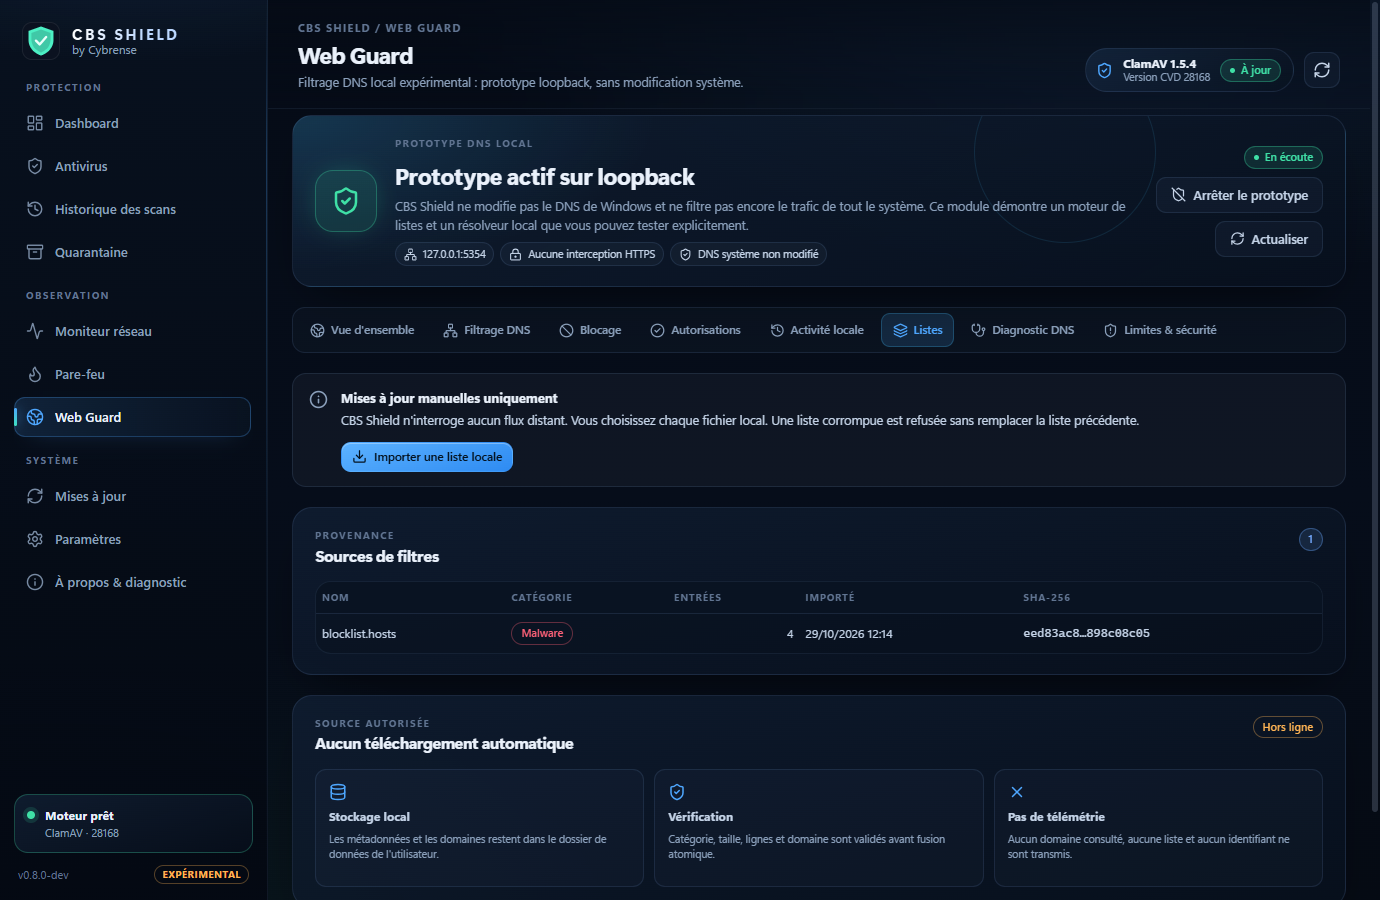 CBS SHIELD
by Cybrense
PROTECTION
Dashboard
Antivirus
Historique des scans
Quarantaine
OBSERVATION
Moniteur réseau
Pare-feu
Web Guard
SYSTÈME
Mises à jour
Paramètres
À propos & diagnostic
Moteur prêt
ClamAV · 28168
v0.8.0-dev
EXPÉRIMENTAL
CBS SHIELD / WEB GUARD
Web Guard
Filtrage DNS local expérimental : prototype loopback, sans modification système.
ClamAV 1.5.4
Version CVD 28168
À jour
PROTOTYPE DNS LOCAL
Prototype actif sur loopback
CBS Shield ne modifie pas le DNS de Windows et ne filtre pas encore le trafic de tout le système. Ce module démontre un moteur de
listes et un résolveur local que vous pouvez tester explicitement.
127.0.0.1:5354
Aucune interception HTTPS
DNS système non modifié
En écoute
Arrêter le prototype
Actualiser
Vue d'ensemble
Filtrage DNS
Blocage
Autorisations
Activité locale
Listes
Diagnostic DNS
Limites & sécurité
Mises à jour manuelles uniquement
CBS Shield n'interroge aucun flux distant. Vous choisissez chaque fichier local. Une liste corrompue est refusée sans remplacer la liste précédente.
Importer une liste locale
PROVENANCE
Sources de filtres
1
NOM CATÉGORIE ENTRÉES IMPORTÉ SHA-256
blocklist.hosts Malware 4 29/10/2026 12:14 eed83ac8…898c08c05
SOURCE AUTORISÉE
Aucun téléchargement automatique
Hors ligne
Stockage local
Les métadonnées et les domaines restent dans le dossier de
données de l'utilisateur.
Vérification
Catégorie, taille, lignes et domaine sont validés avant fusion
atomique.
Pas de télémétrie
Aucun domaine consulté, aucune liste et aucun identifiant ne
sont transmis.